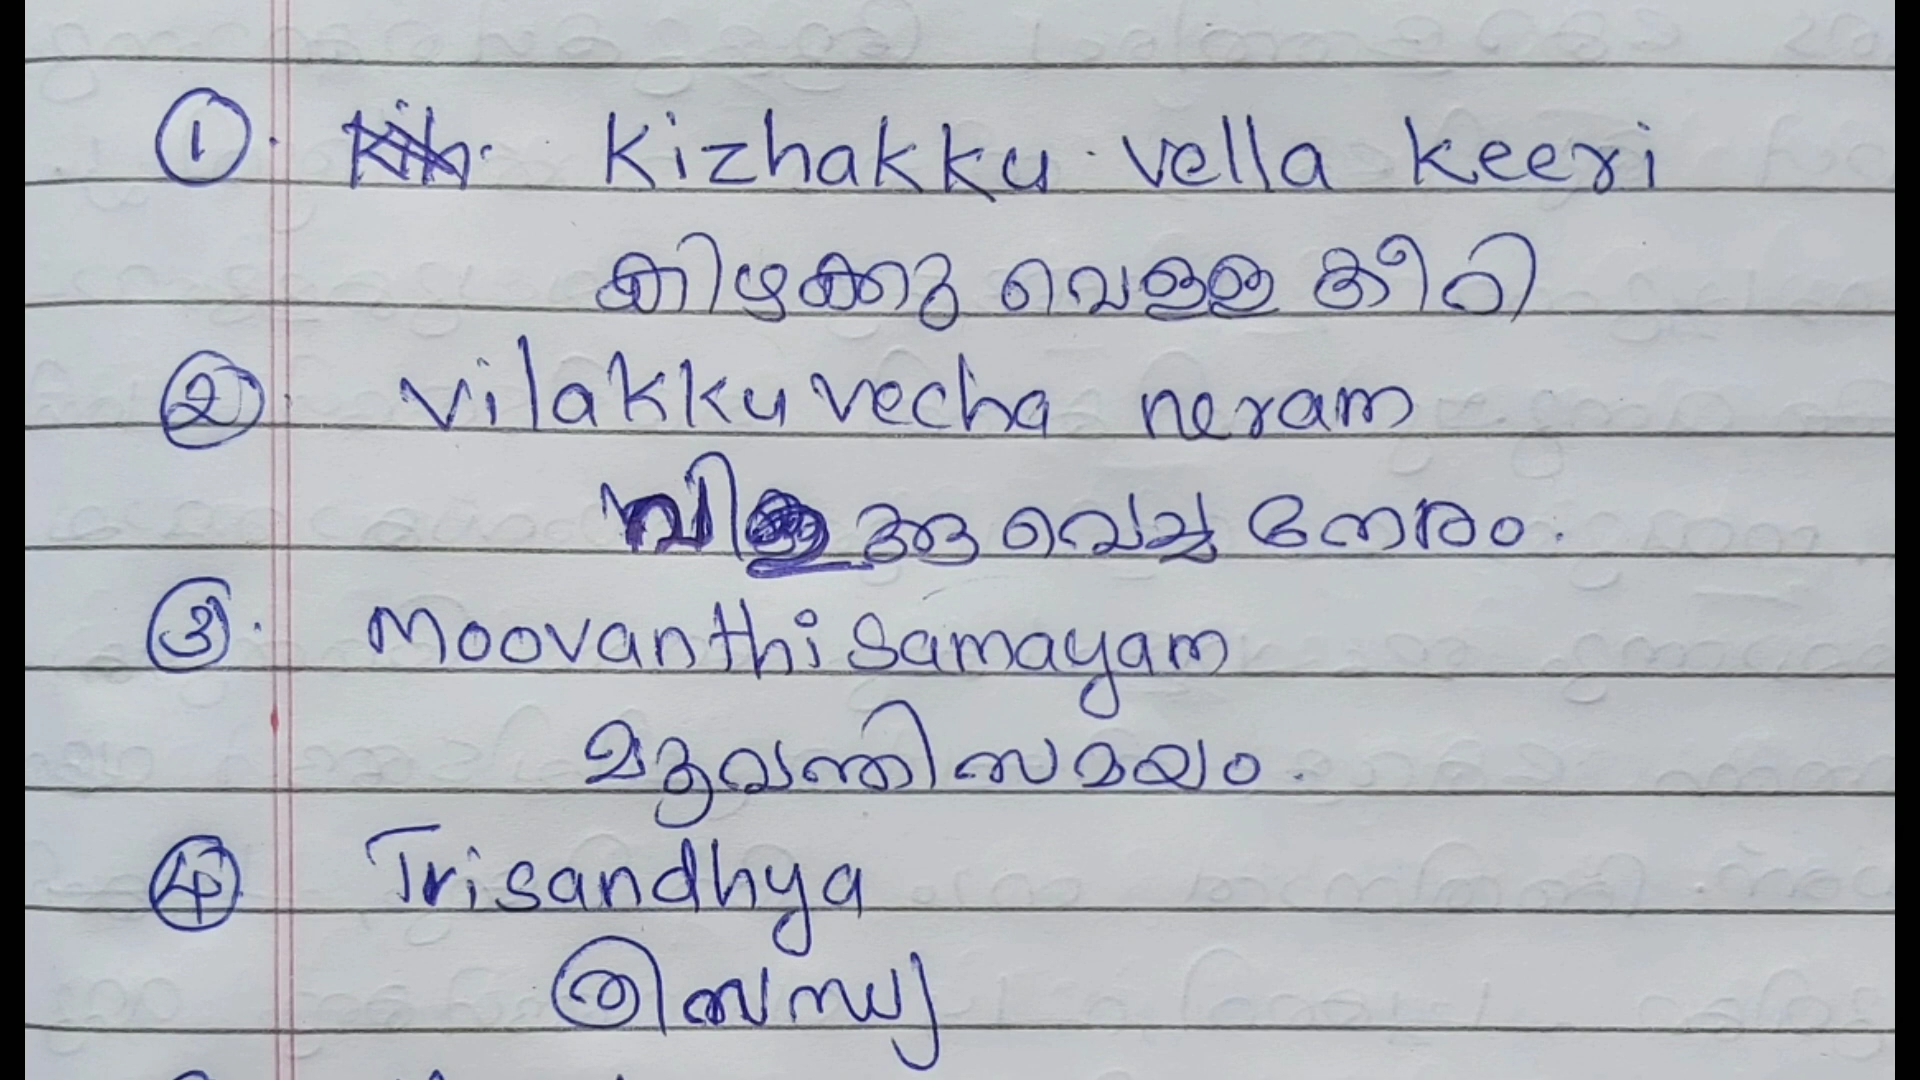 ①. Kizhakku vella keeri
കിഴക്കു വെള്ള കീറി
②. Vilakku vecha neram
വിളക്കു വെച്ച നേരം.
③. Moovanthi samayam
മൂവന്തി സമയം.
④ Trisandhya
ത്രിസന്ധ്യ